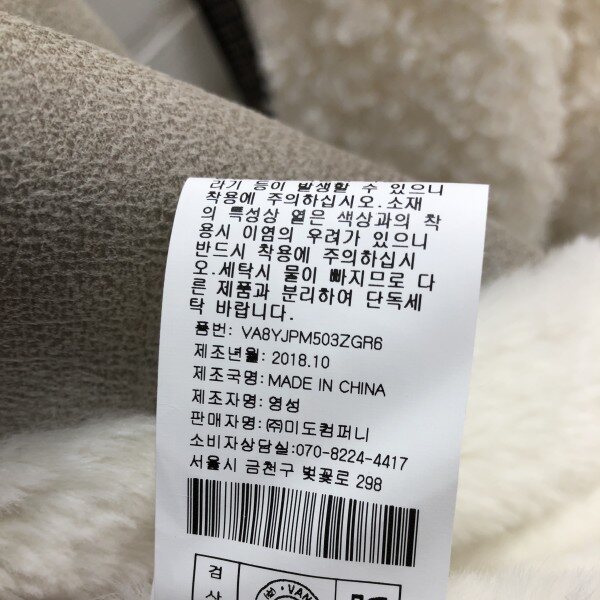 라기 등이 발생할 수 있으니
착용에 주의하십시오.소재
의 특성상 옅은 색상과의 착
용시 이염의 우려가 있으니
반드시 착용에 주의하십시
오.세탁시 물이 빠지므로 다
른 제품과 분리하여 단독세
탁 바랍니다.
품번: VA8YJPM503ZGR6
제조년월: 2018.10
제조국명: MADE IN CHINA
제조자명: 영성
판매자명: ㈜미도컴퍼니
소비자상담실:070-8224-4417
서울시 금천구 벚꽃로 298
검
VAN